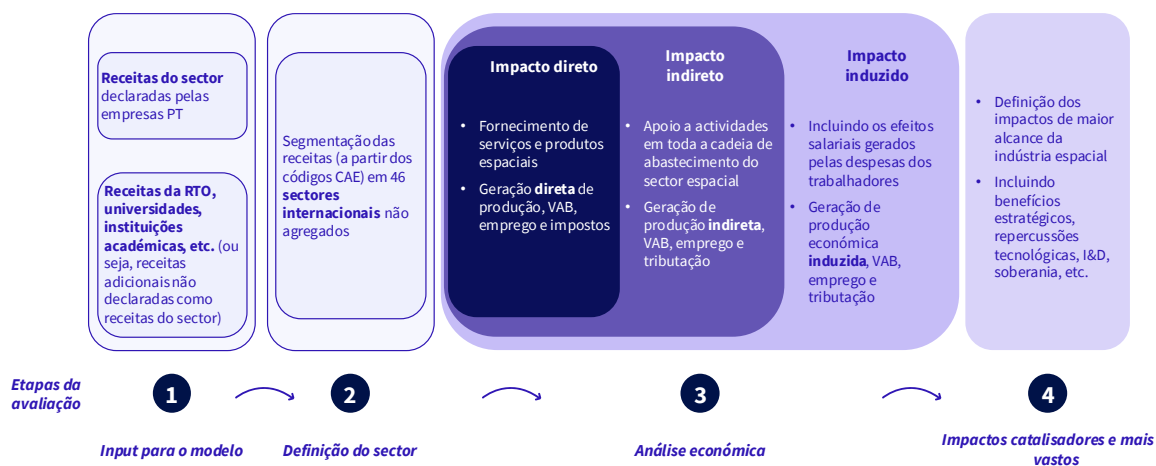 Receitas do sector
declaradas pelas
empresas PT
Receitas da RTO,
universidades,
instituições
académicas, etc. (ou
seja, receitas
adicionais não
declaradas como
receitas do sector)
Segmentação das
receitas (a partir dos
códigos CAE) em 46
sectores
internacionais não
agregados
Impacto direto
• Fornecimento de
serviços e produtos
espaciais
• Geração direta de
produção, VAB,
emprego e impostos
Impacto
indireto
• Apoio a actividades
em toda a cadeia de
abastecimento do
sector espacial
• Geração de
produção indireta,
VAB, emprego e
tributação
Impacto
induzido
• Incluindo os efeitos
salariais gerados
pelas despesas dos
trabalhadores
• Geração de
produção
económica
induzida, VAB,
emprego e
tributação
• Definição dos
impactos de maior
alcance da
indústria espacial
• Incluindo
benefícios
estratégicos,
repercussões
tecnológicas, I&D,
soberania, etc.
Etapas da
avaliação
1
2
3
4
Input para o modelo
Definição do sector
Análise económica
Impactos catalisadores e mais
vastos